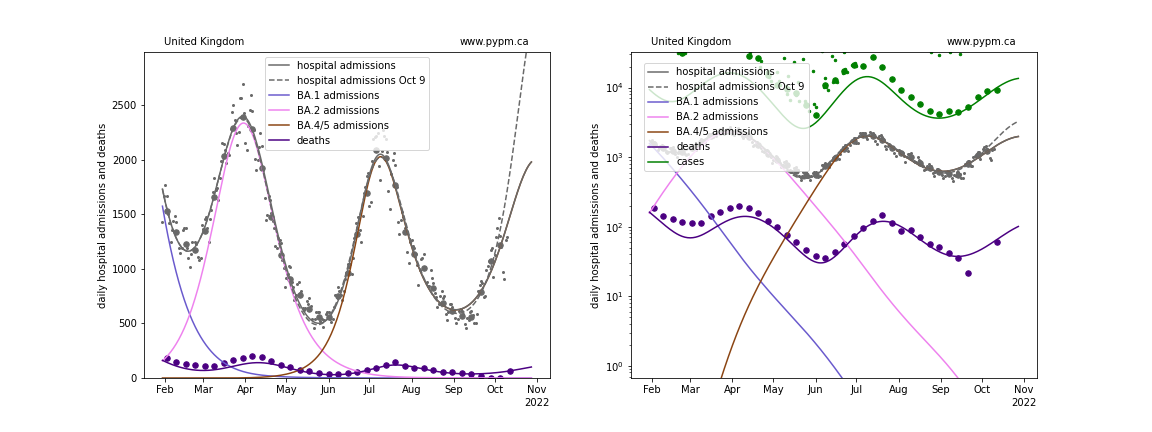 United Kingdom www.pypm.ca
daily hospital admissions and deaths
2500
2000
1500
1000
500
0
hospital admissions
hospital admissions Oct 9
BA.1 admissions
BA.2 admissions
BA.4/5 admissions
deaths
Feb Mar Apr May Jun Jul Aug Sep Oct Nov
2022
United Kingdom www.pypm.ca
daily hospital admissions and deaths
10⁴
10³
10²
10¹
10⁰
hospital admissions
hospital admissions Oct 9
BA.1 admissions
BA.2 admissions
BA.4/5 admissions
deaths
cases
Feb Mar Apr May Jun Jul Aug Sep Oct Nov
2022